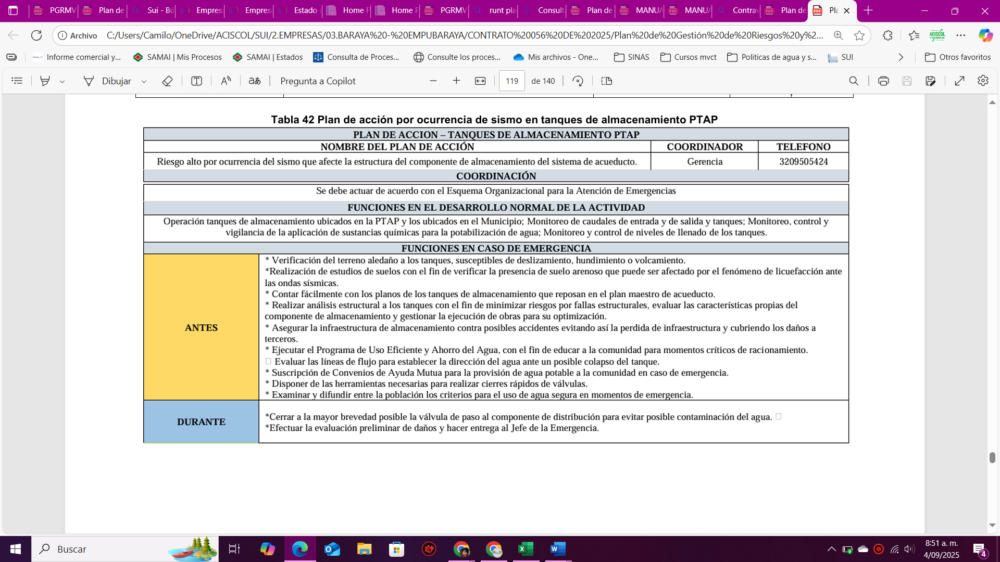 PGRMV
Plan de
Sui - Bú
Empres
Empres
Estado
Home P
Home P
PGRMV
runt pla
Consult
Plan de
MANUA
MANUA
Contrav
Plan de
Pla
Archivo
C:/Users/Camilo/OneDrive/ACISCOL/SUI/2.EMPRESAS/03.BARAYA%20-%20EMPUBARAYA/CONTRATO%20056%20DE%202025/Plan%20de%20Gestión%20de%20Riesgos%20y%2...
Informe comercial y...
SAMAI | Mis Procesos
SAMAI | Estados
Consulta de Proces...
Consulte los proces...
Mis archivos - One...
SINAS
Cursos mvct
Politicas de agua y s...
SUI
Otros favoritos
Dibujar
Pregunta a Copilot
119 de 140
Tabla 42 Plan de acción por ocurrencia de sismo en tanques de almacenamiento PTAP
PLAN DE ACCION – TANQUES DE ALMACENAMIENTO PTAP
NOMBRE DEL PLAN DE ACCIÓN COORDINADOR TELEFONO
Riesgo alto por ocurrencia del sismo que afecte la estructura del componente de almacenamiento del sistema de acueducto. Gerencia 3209505424
COORDINACIÓN
Se debe actuar de acuerdo con el Esquema Organizacional para la Atención de Emergencias
FUNCIONES EN EL DESARROLLO NORMAL DE LA ACTIVIDAD
Operación tanques de almacenamiento ubicados en la PTAP y los ubicados en el Municipio; Monitoreo de caudales de entrada y de salida y tanques; Monitoreo, control y
vigilancia de la aplicación de sustancias químicas para la potabilización de agua; Monitoreo y control de niveles de llenado de los tanques.
FUNCIONES EN CASO DE EMERGENCIA
ANTES
* Verificación del terreno aledaño a los tanques, susceptibles de deslizamiento, hundimiento o volcamiento.
*Realización de estudios de suelos con el fin de verificar la presencia de suelo arenoso que puede ser afectado por el fenómeno de licuefacción ante
las ondas sísmicas.
* Contar fácilmente con los planos de los tanques de almacenamiento que reposan en el plan maestro de acueducto.
* Realizar análisis estructural a los tanques con el fin de minimizar riesgos por fallas estructurales, evaluar las características propias del
componente de almacenamiento y gestionar la ejecución de obras para su optimización.
* Asegurar la infraestructura de almacenamiento contra posibles accidentes evitando así la perdida de infraestructura y cubriendo los daños a
terceros.
* Ejecutar el Programa de Uso Eficiente y Ahorro del Agua, con el fin de educar a la comunidad para momentos críticos de racionamiento.
□ Evaluar las líneas de flujo para establecer la dirección del agua ante un posible colapso del tanque.
* Suscripción de Convenios de Ayuda Mutua para la provisión de agua potable a la comunidad en caso de emergencia.
* Disponer de las herramientas necesarias para realizar cierres rápidos de válvulas.
* Examinar y difundir entre la población los criterios para el uso de agua segura en momentos de emergencia.
DURANTE
*Cerrar a la mayor brevedad posible la válvula de paso al componente de distribución para evitar posible contaminación del agua. □
*Efectuar la evaluación preliminar de daños y hacer entrega al Jefe de la Emergencia.
Buscar
8:51 a. m.
4/09/2025
4